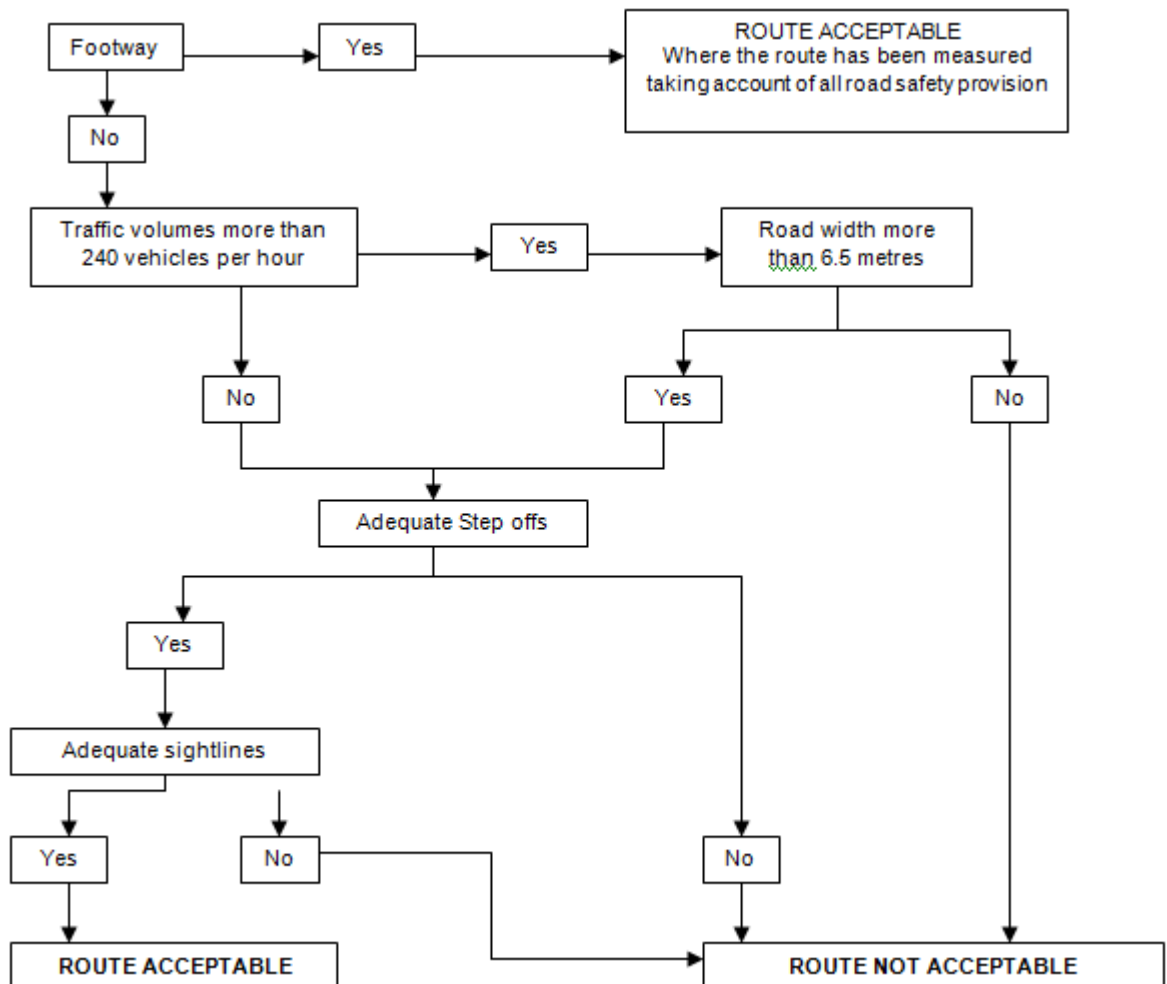 Footway
Yes
ROUTE ACCEPTABLE
Where the route has been measured
taking account of all road safety provision
No
Traffic volumes more than
240 vehicles per hour
Yes
Road width more
than 6.5 metres
No
Yes
No
Adequate Step offs
Yes
Adequate sightlines
Yes
No
No
ROUTE ACCEPTABLE
ROUTE NOT ACCEPTABLE